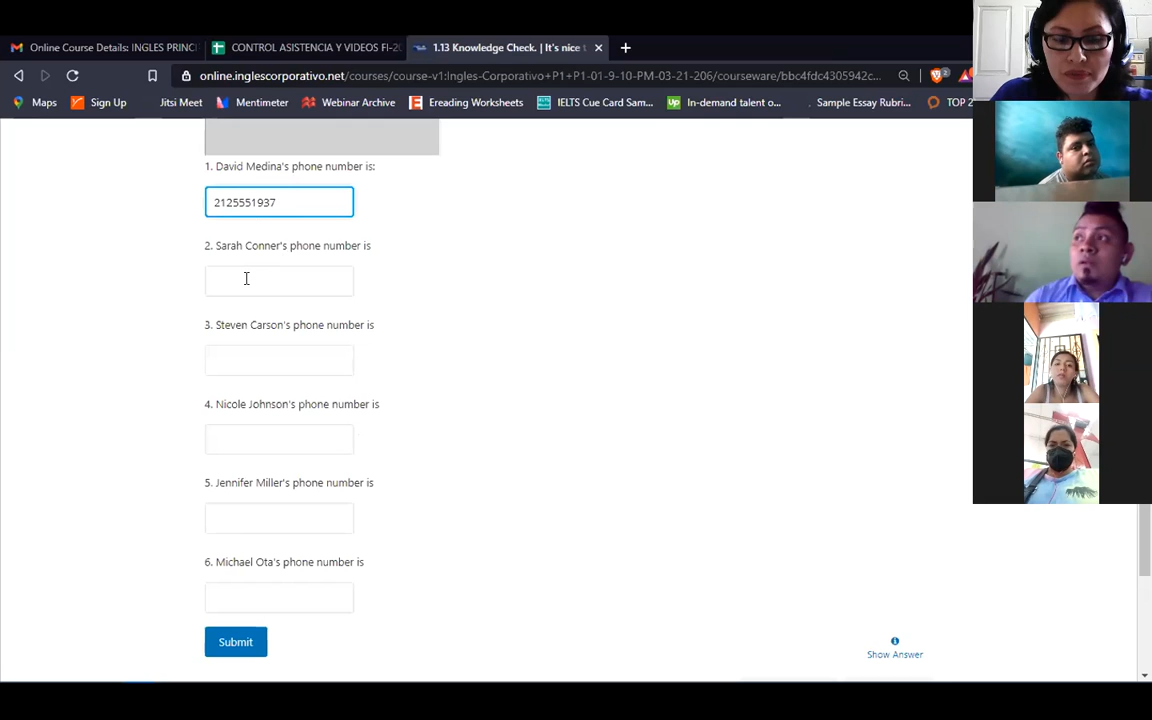 Online Course Details: INGLES PRINC
CONTROL ASISTENCIA Y VIDEOS FI-20
1.13 Knowledge Check. | It's nice t
online.inglescorporativo.net/courses/course-v1:Ingles-Corporativo+P1+P1-01-9-10-PM-03-21-206/courseware/bbc4fdc4305942c...
2
Maps
Sign Up
Jitsi Meet
Mentimeter
Webinar Archive
Ereading Worksheets
IELTS Cue Card Sam...
In-demand talent o...
Sample Essay Rubri...
TOP 2
1. David Medina's phone number is:
2125551937
2. Sarah Conner's phone number is
3. Steven Carson's phone number is
4. Nicole Johnson's phone number is
5. Jennifer Miller's phone number is
6. Michael Ota's phone number is
Submit
Show Answer